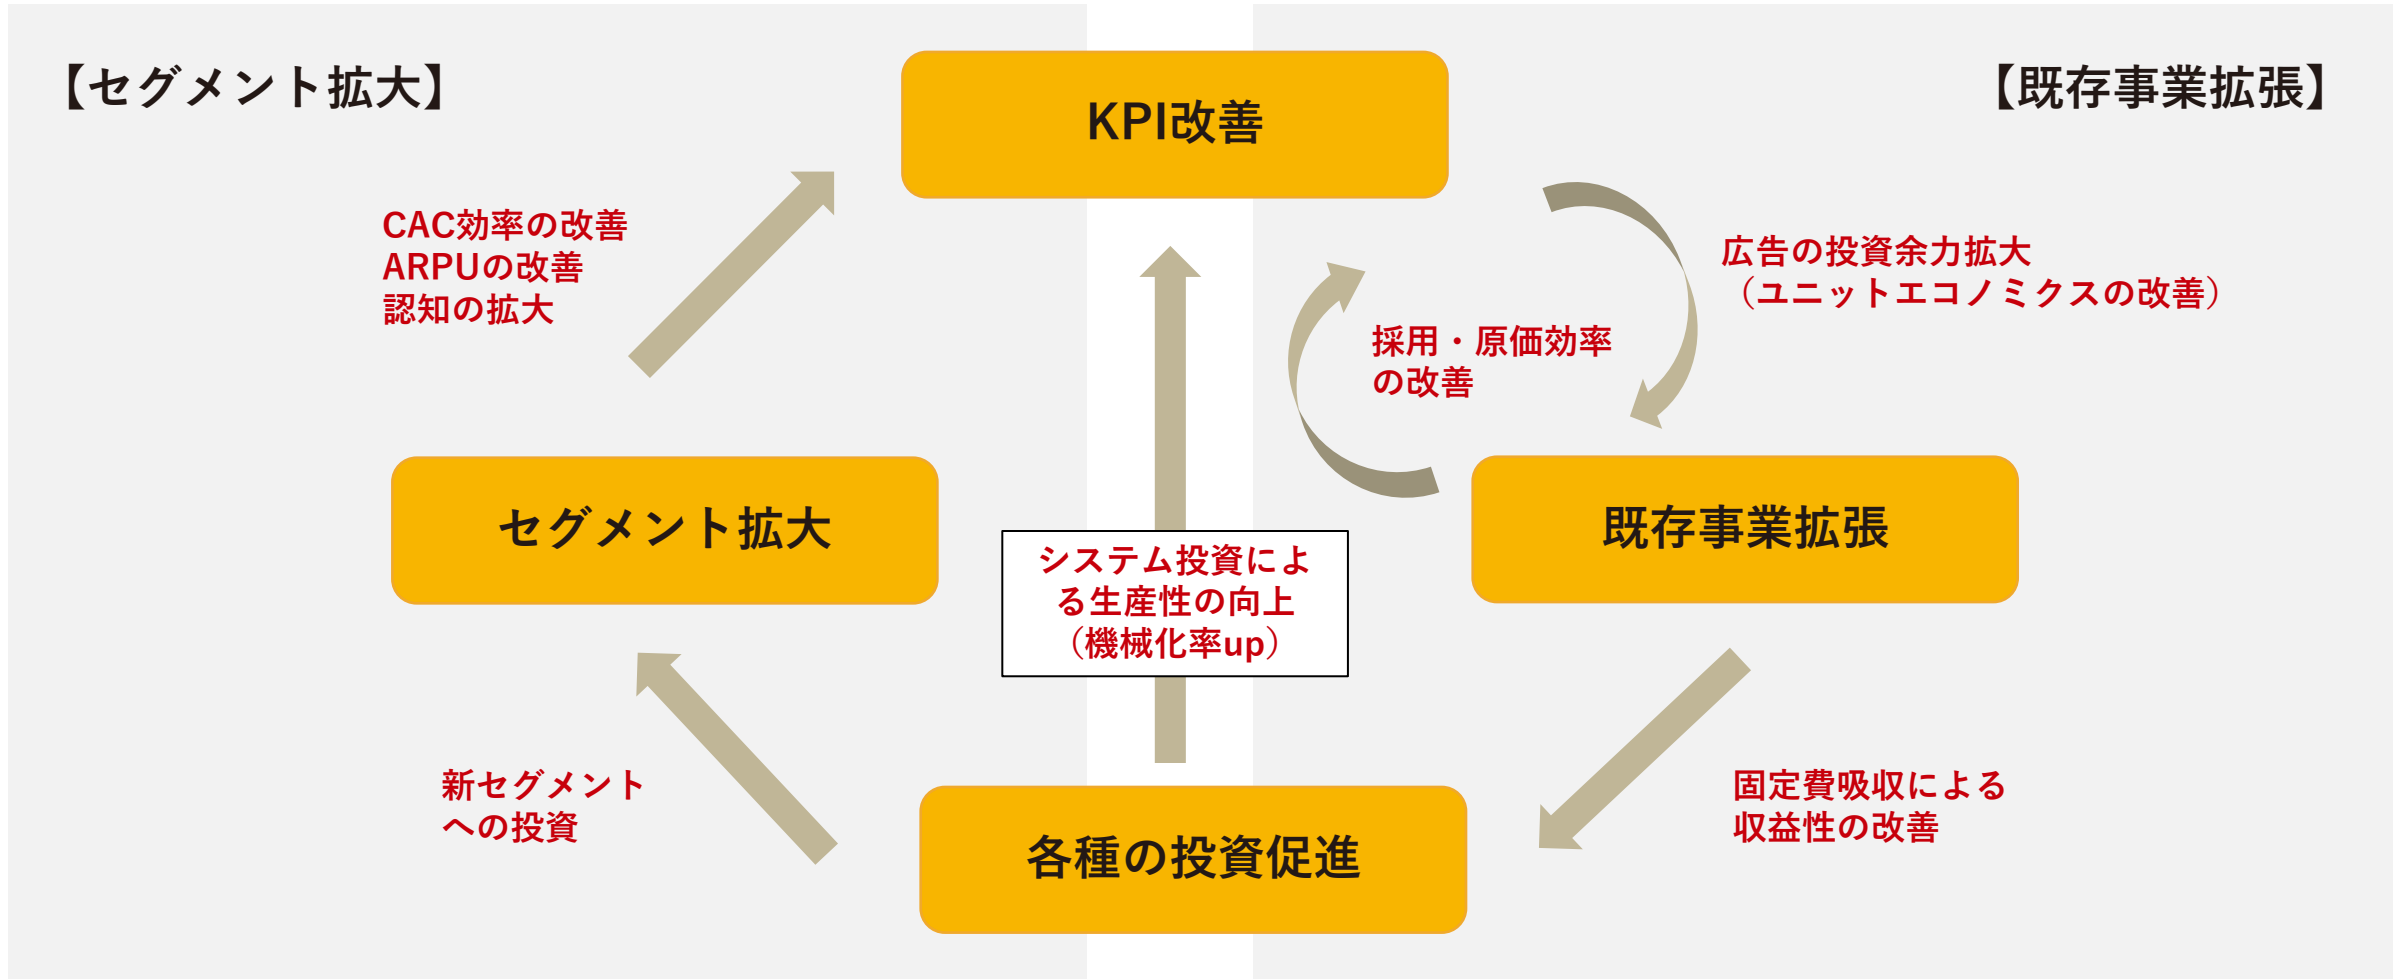 【セグメント拡大】
【既存事業拡張】
KPI改善
CAC効率の改善
ARPUの改善
認知の拡大
広告の投資余力拡大
（ユニットエコノミクスの改善）
採用・原価効率
の改善
セグメント拡大
既存事業拡張
システム投資によ
る生産性の向上
（機械化率up）
新セグメント
への投資
固定費吸収による
収益性の改善
各種の投資促進